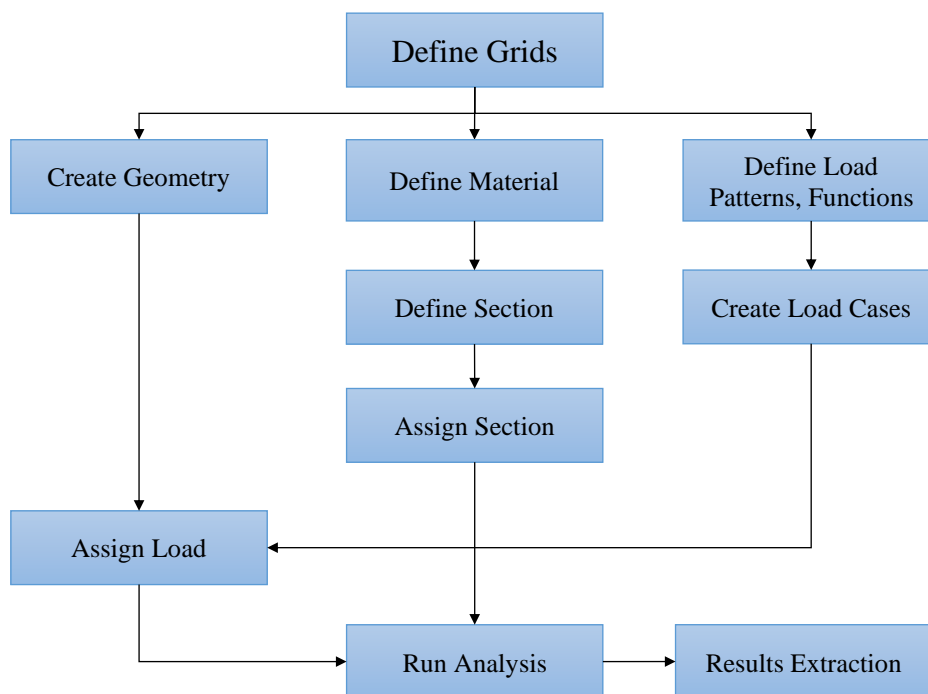 Define Grids
Create Geometry
Define Material
Define Load
Patterns, Functions
Define Section
Create Load Cases
Assign Section
Assign Load
Run Analysis
Results Extraction